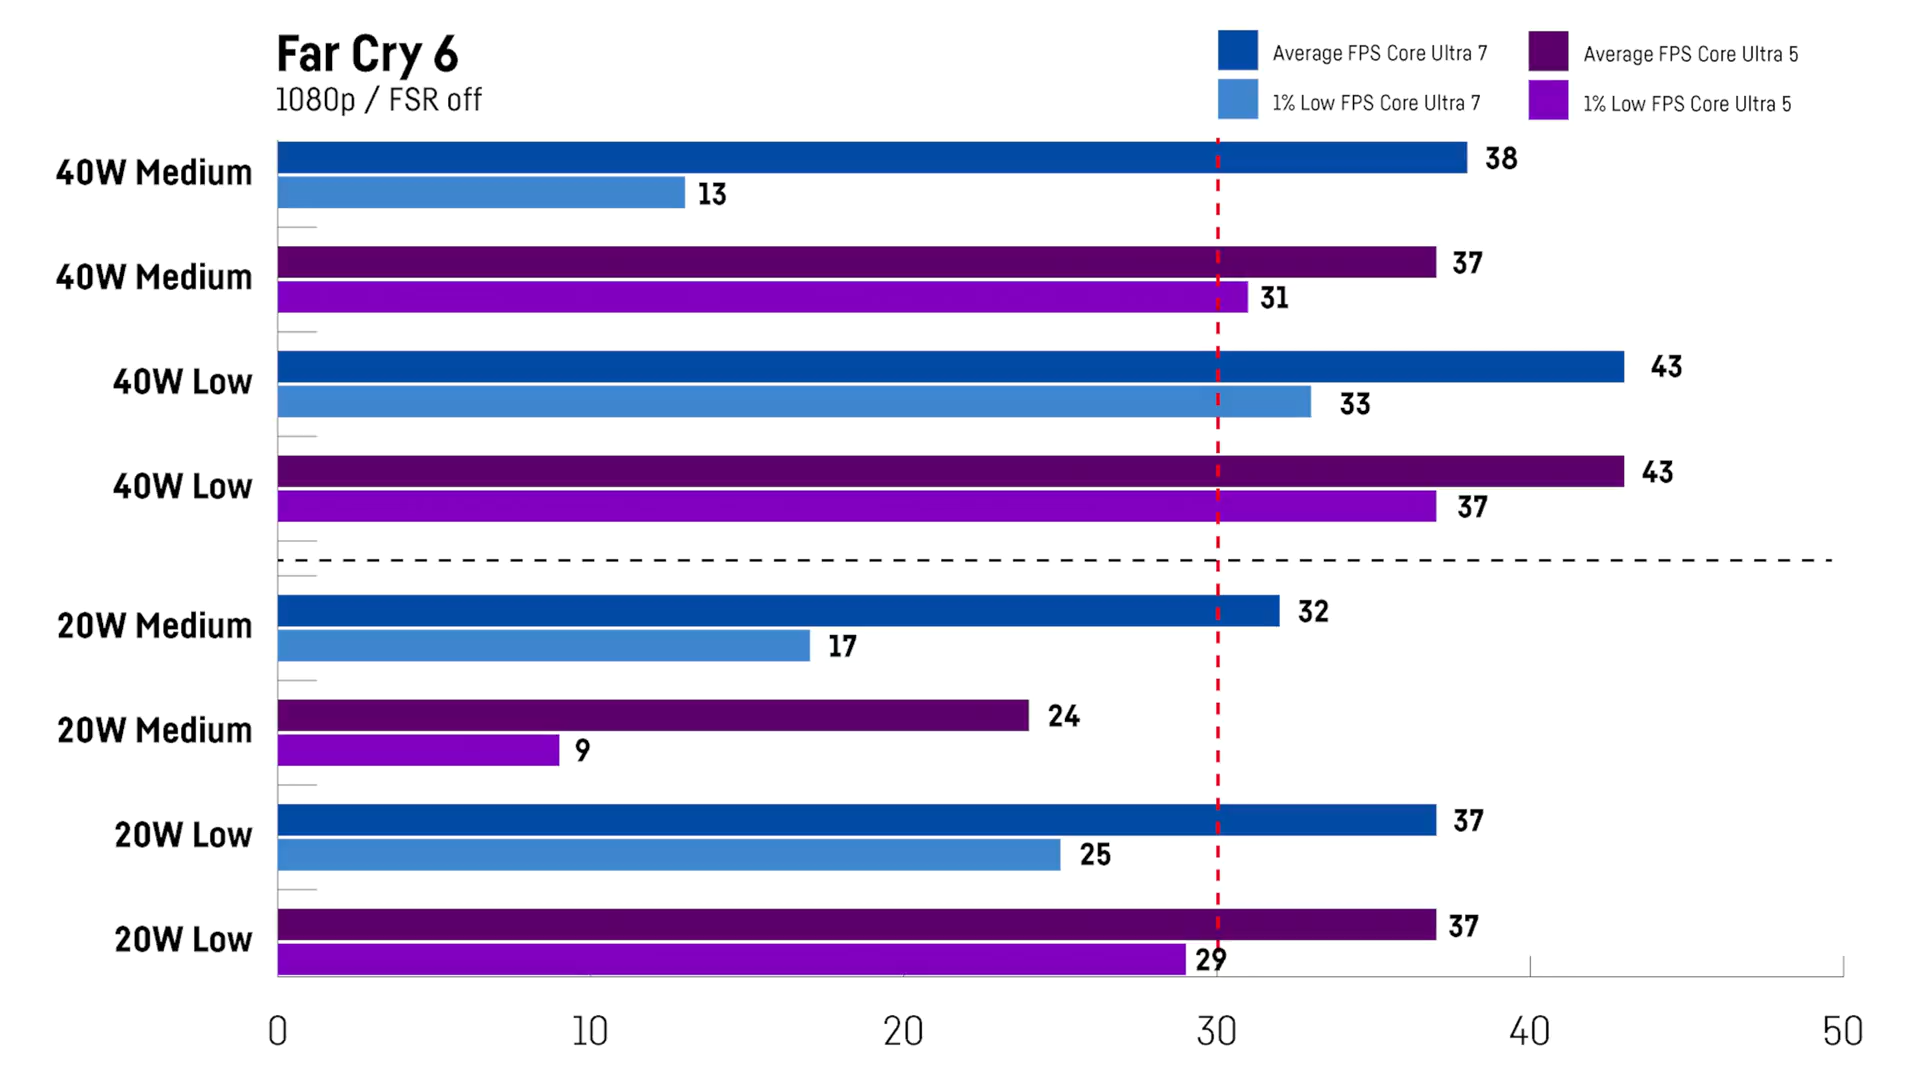 Far Cry 6
1080p / FSR off
Average FPS Core Ultra 7
Average FPS Core Ultra 5
1% Low FPS Core Ultra 7
1% Low FPS Core Ultra 5
40W Medium
38
13
40W Medium
37
31
40W Low
43
33
40W Low
43
37
20W Medium
32
17
20W Medium
24
9
20W Low
37
25
20W Low
37
29
0 10 20 30 40 50